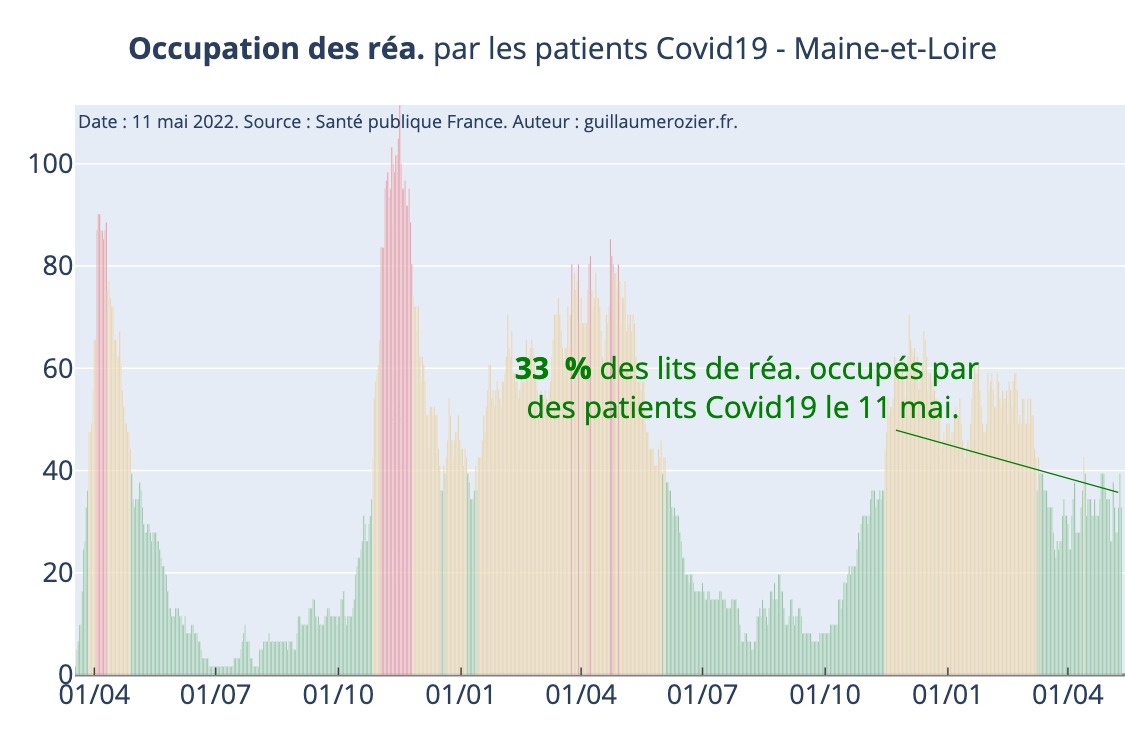 Occupation des réa. par les patients Covid19 - Maine-et-Loire
Date : 11 mai 2022. Source : Santé publique France. Auteur : guillaumerozier.fr.
100
80
60
40
20
0
33 % des lits de réa. occupés par
des patients Covid19 le 11 mai.
01/04 01/07 01/10 01/01 01/04 01/07 01/10 01/01 01/04